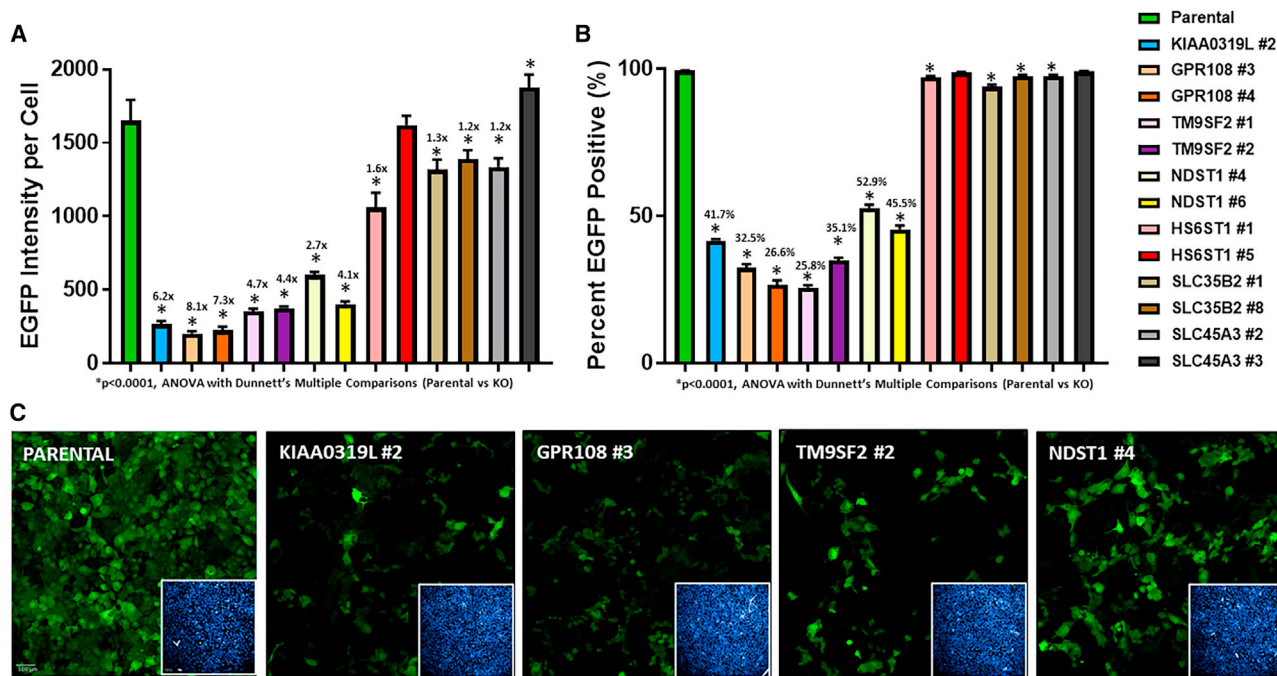 A
EGFP Intensity per Cell
2000
1500
1000
500
0
6.2x
*
8.1x
*
7.3x
*
4.7x
*
4.4x
*
2.7x
*
4.1x
*
1.6x
*
1.3x
*
1.2x
*
1.2x
*
*
*p<0.0001, ANOVA with Dunnett's Multiple Comparisons (Parental vs KO)
B
Percent EGFP Positive (%)
100
50
0
41.7%
*
32.5%
*
26.6%
*
25.8%
*
35.1%
*
52.9%
*
45.5%
*
*
*
*
*
*p<0.0001, ANOVA with Dunnett's Multiple Comparisons (Parental vs KO)
Parental
KIAA0319L #2
GPR108 #3
GPR108 #4
TM9SF2 #1
TM9SF2 #2
NDST1 #4
NDST1 #6
HS6ST1 #1
HS6ST1 #5
SLC35B2 #1
SLC35B2 #8
SLC45A3 #2
SLC45A3 #3
C
PARENTAL
KIAA0319L #2
GPR108 #3
TM9SF2 #2
NDST1 #4
100 µm